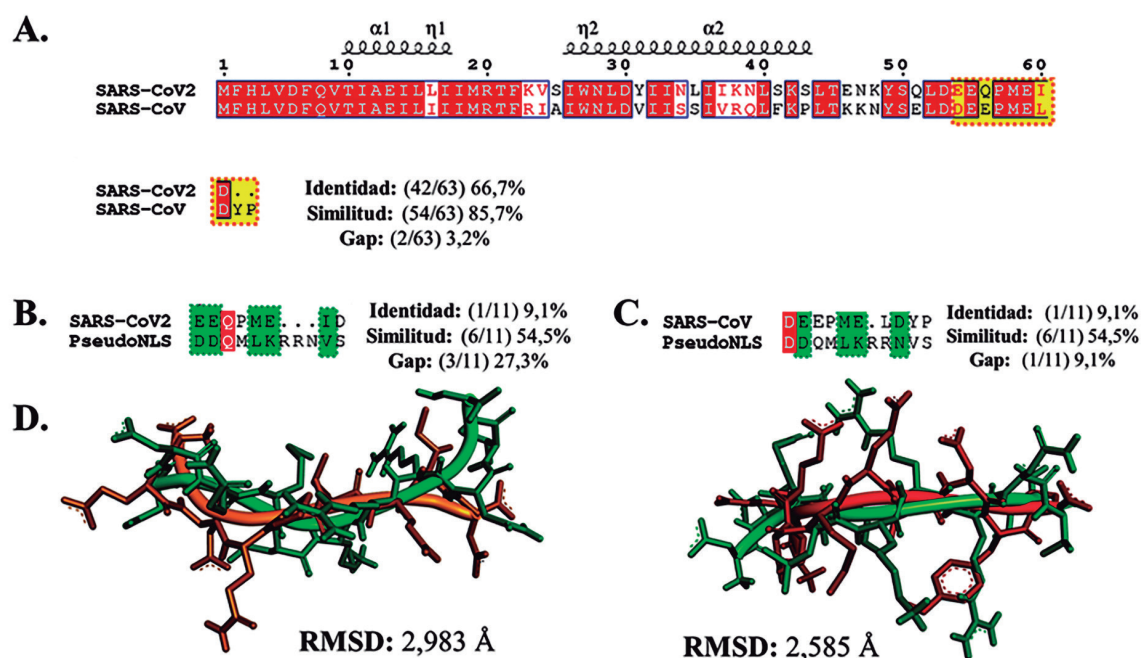 A.
α1 η1 η2 α2
1 10 20 30 40 50 60
SARS-CoV2 MFHLVDFQVTIAEILLIIMRTFKVSIWNLDYIINLIIKNLSKSLTENKYSQLDEEQPMEI
SARS-CoV MFHLVDFQVTIAEILIIIMRTFRIAIWNLDVIISSIVRQLFKPLTKKNYSELDDEEPMEL
SARS-CoV2 D..
SARS-CoV DYP
Identidad: (42/63) 66,7%
Similitud: (54/63) 85,7%
Gap: (2/63) 3,2%
B.
SARS-CoV2 EEQPME...ID
PseudoNLS DDQMLKRRNVS
Identidad: (1/11) 9,1%
Similitud: (6/11) 54,5%
Gap: (3/11) 27,3%
C.
SARS-CoV DEEPME.LDYP
PseudoNLS DDQMLKRRNVS
Identidad: (1/11) 9,1%
Similitud: (6/11) 54,5%
Gap: (1/11) 9,1%
D.
RMSD: 2,983 Å
RMSD: 2,585 Å